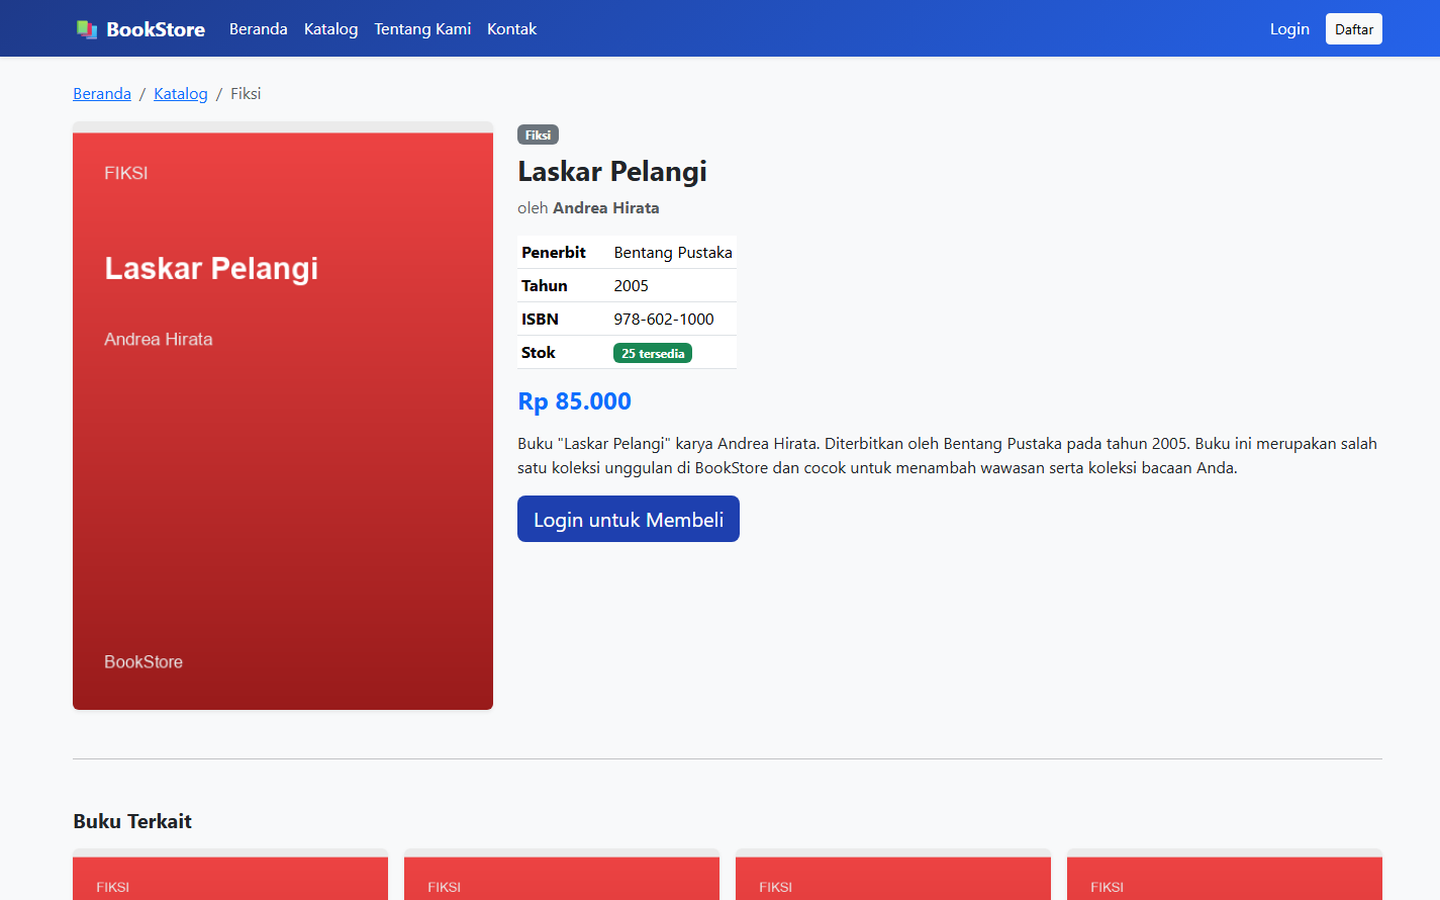 BookStore Beranda Katalog Tentang Kami Kontak Login Daftar
Beranda / Katalog / Fiksi
FIKSI
Laskar Pelangi
Andrea Hirata
BookStore
Fiksi
Laskar Pelangi
oleh Andrea Hirata
Penerbit Bentang Pustaka
Tahun 2005
ISBN 978-602-1000
Stok 25 tersedia
Rp 85.000
Buku "Laskar Pelangi" karya Andrea Hirata. Diterbitkan oleh Bentang Pustaka pada tahun 2005. Buku ini merupakan salah
satu koleksi unggulan di BookStore dan cocok untuk menambah wawasan serta koleksi bacaan Anda.
Login untuk Membeli
Buku Terkait
FIKSI FIKSI FIKSI FIKSI